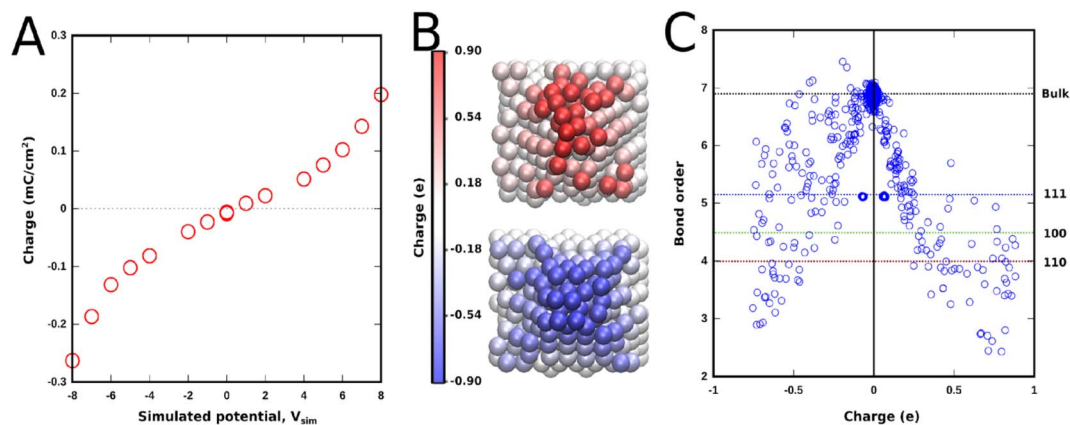 A
Charge (mC/cm²)
0.3
0.2
0.1
0
-0.1
-0.2
-0.3
-8 -6 -4 -2 0 2 4 6 8
Simulated potential, Vsim
B
Charge (e)
0.90
0.54
0.18
-0.18
-0.54
-0.90
C
Bond order
8
7
6
5
4
3
2
Bulk
111
100
110
-1 -0.5 0 0.5 1
Charge (e)